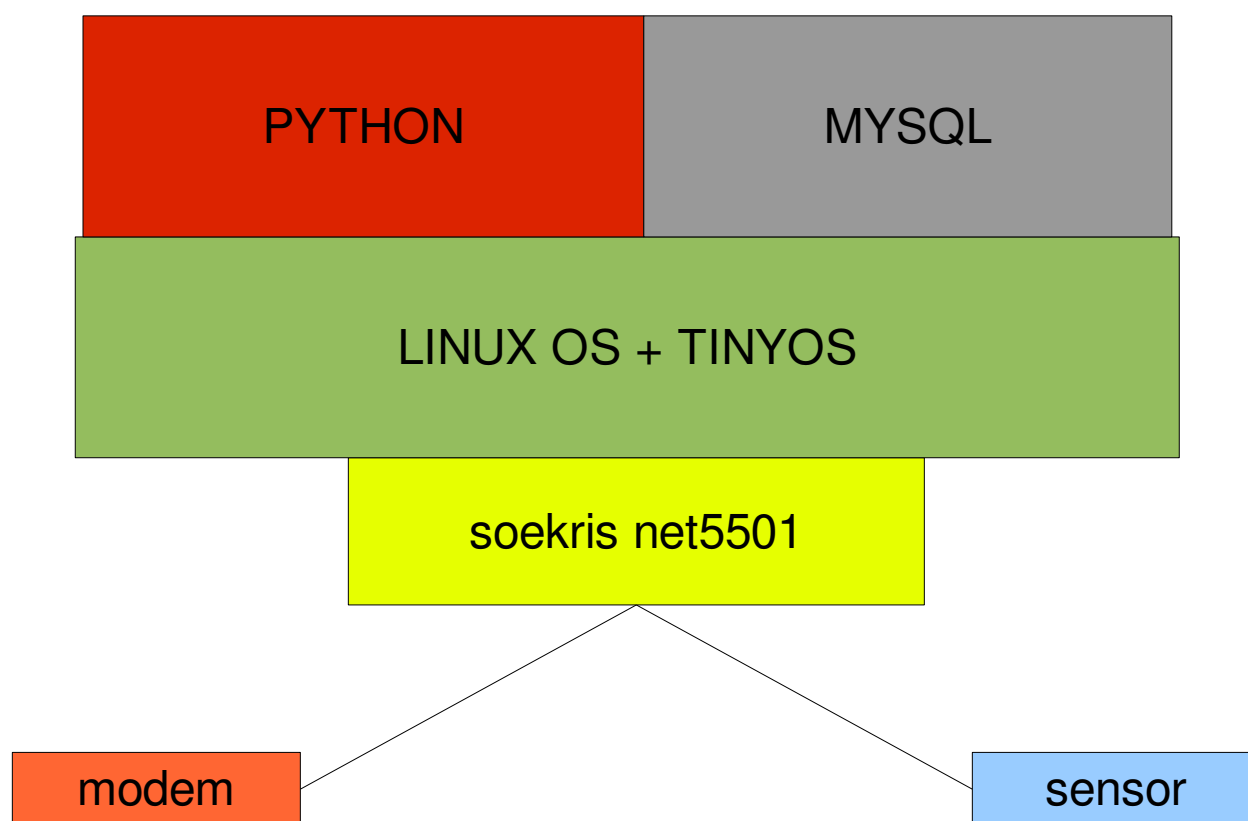 PYTHON
MYSQL
LINUX OS + TINYOS
soekris net5501
modem
sensor